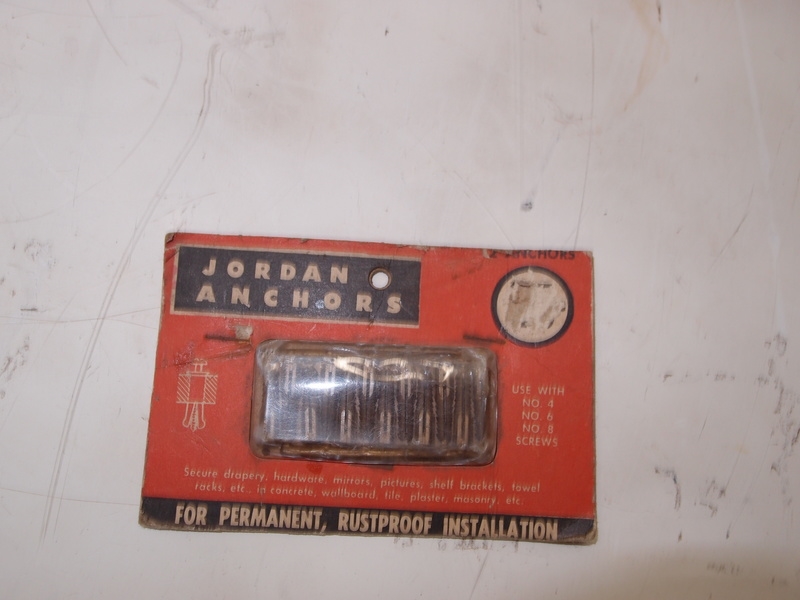 JORDAN
ANCHORS
ANCHORS
USE WITH
NO. 4
NO. 6
NO. 8
SCREWS
Secure drapery, hardware, mirrors, pictures, shelf brackets, towel
racks, etc., in concrete, wallboard, tile, plaster, masonry, etc.
FOR PERMANENT, RUSTPROOF INSTALLATION